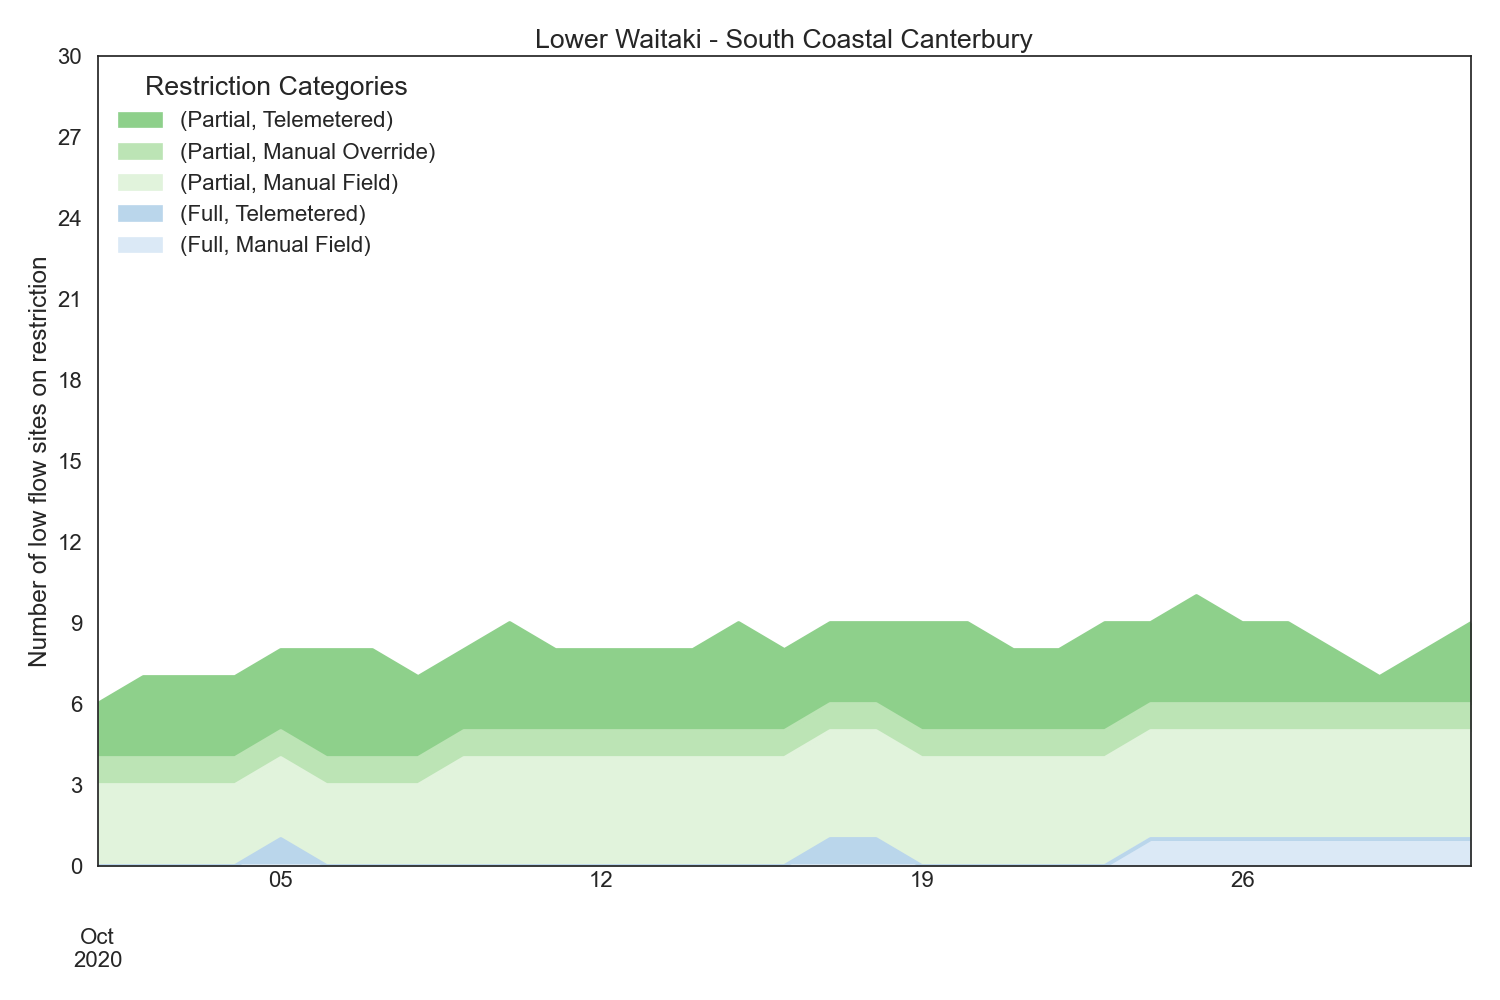 Lower Waitaki - South Coastal Canterbury
Restriction Categories
(Partial, Telemetered)
(Partial, Manual Override)
(Partial, Manual Field)
(Full, Telemetered)
(Full, Manual Field)
Number of low flow sites on restriction
30
27
24
21
18
15
12
9
6
3
0
05
12
19
26
Oct
2020